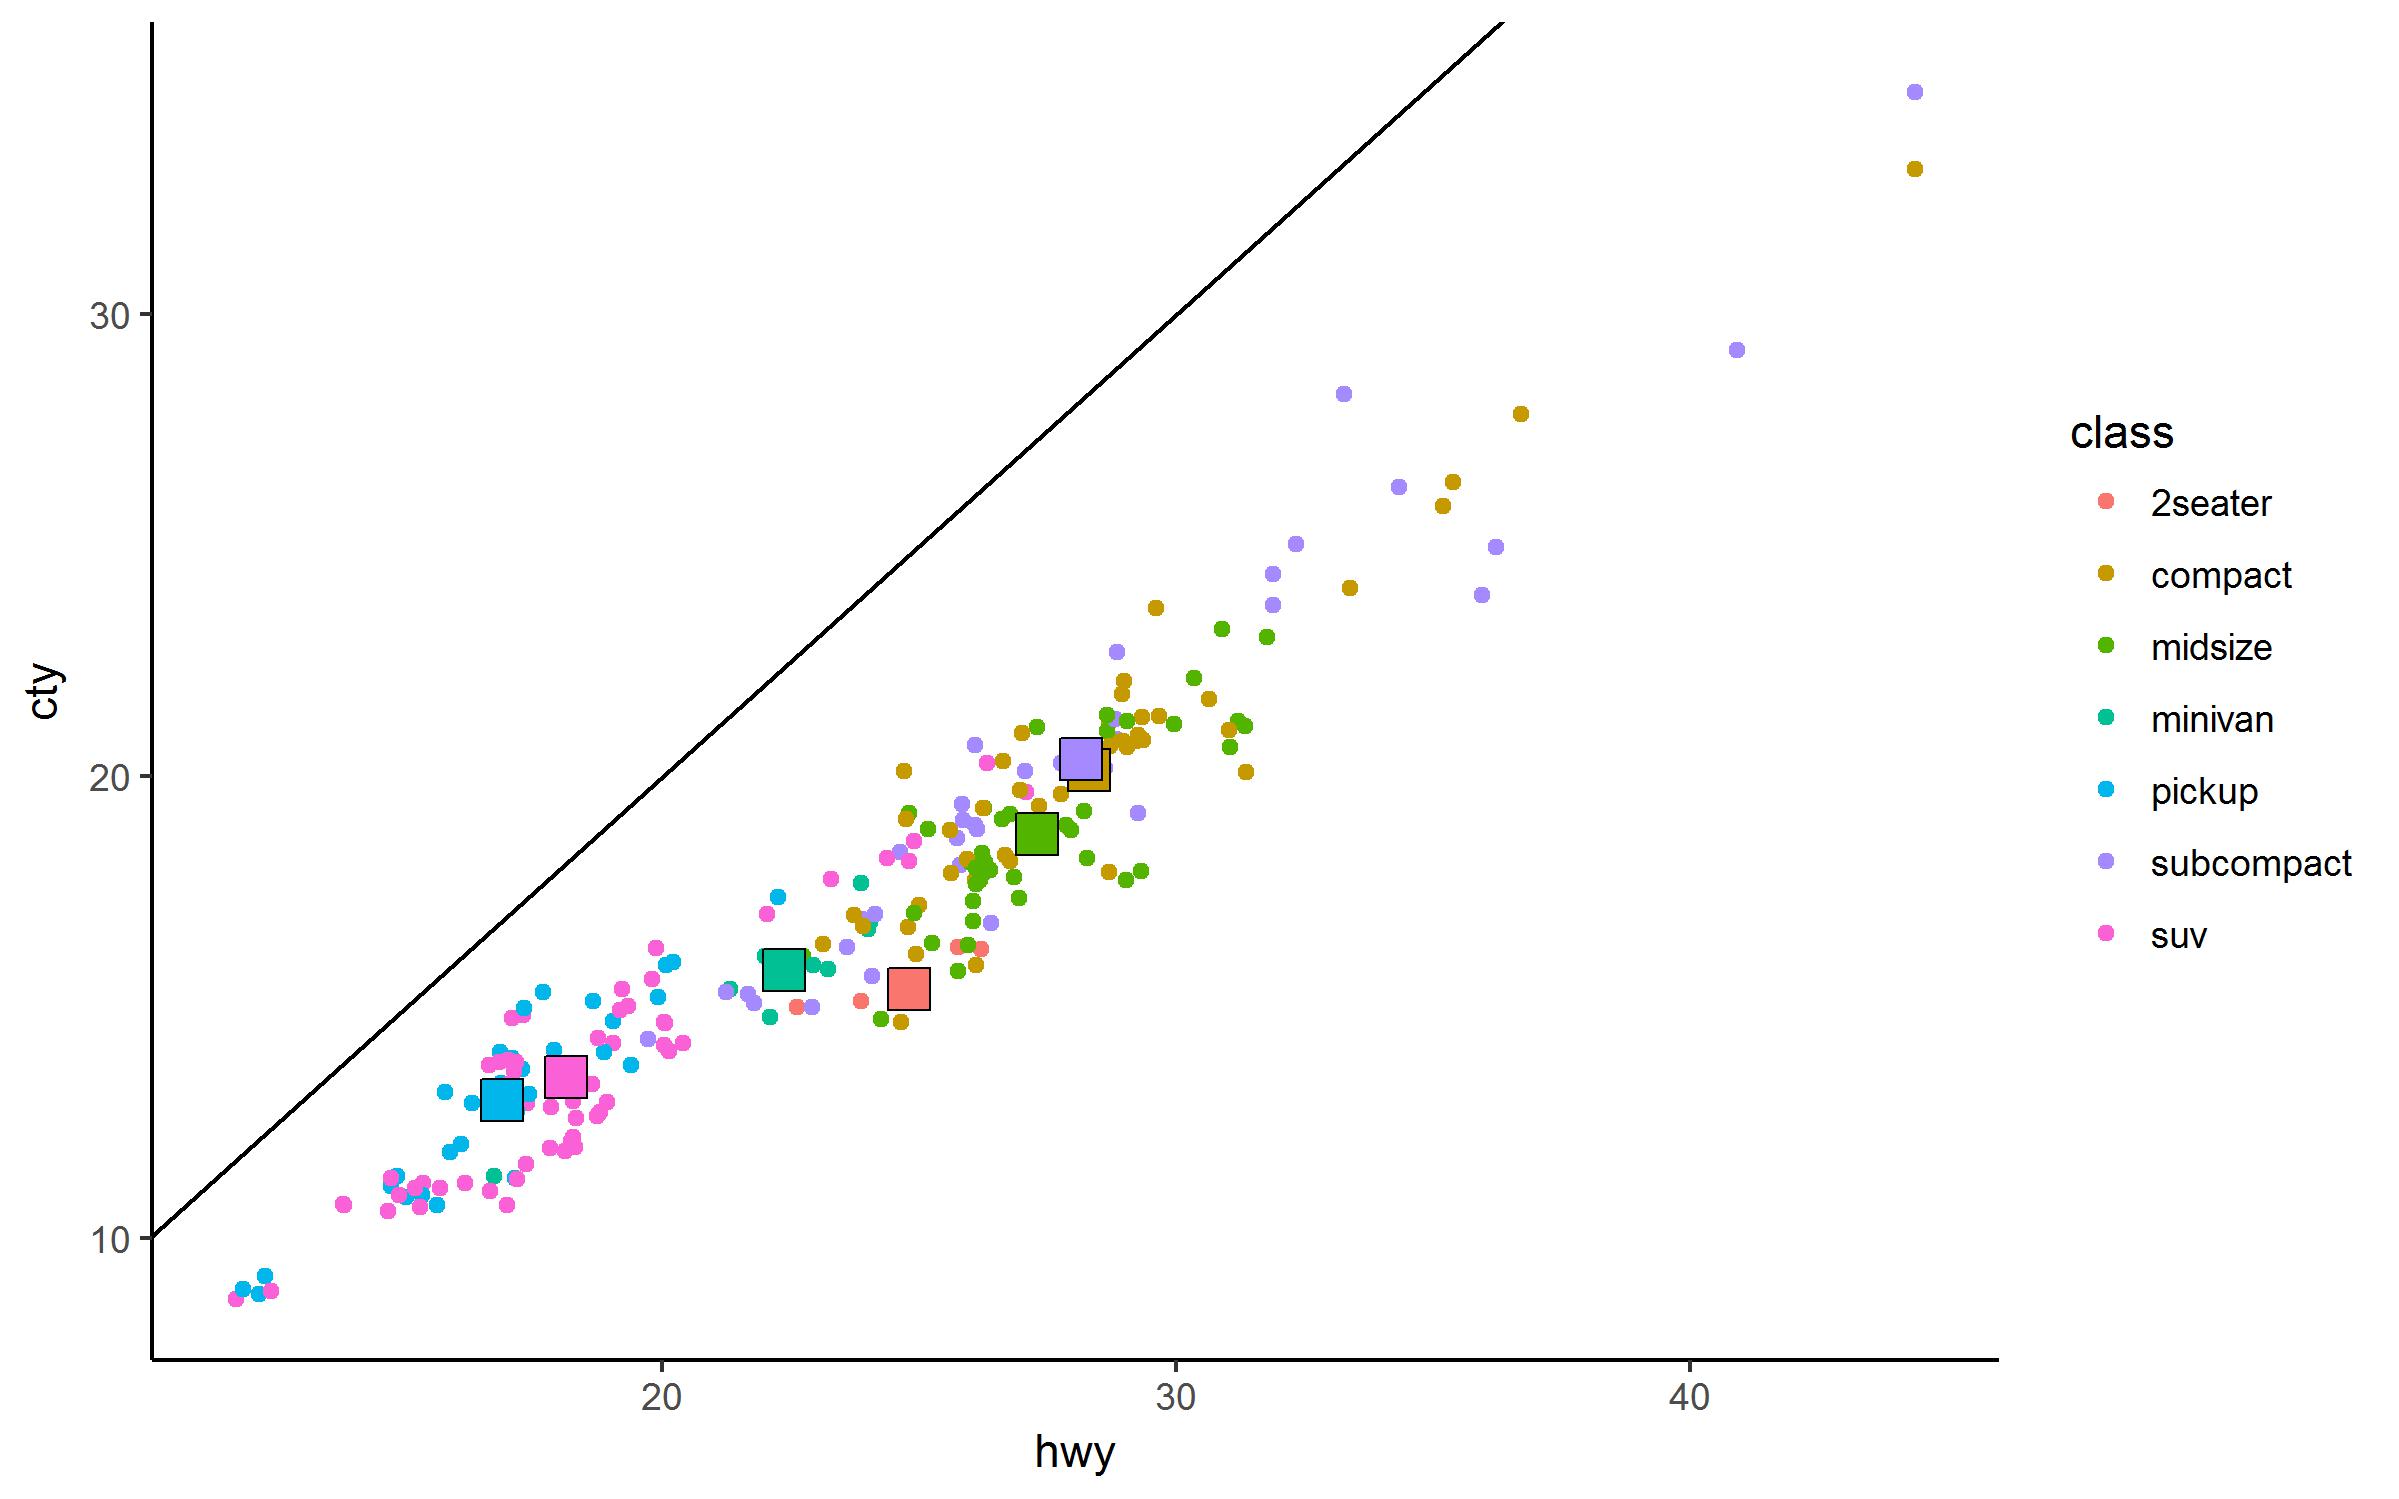 30
20
10
cty
20
30
40
hwy
class
2seater
compact
midsize
minivan
pickup
subcompact
suv